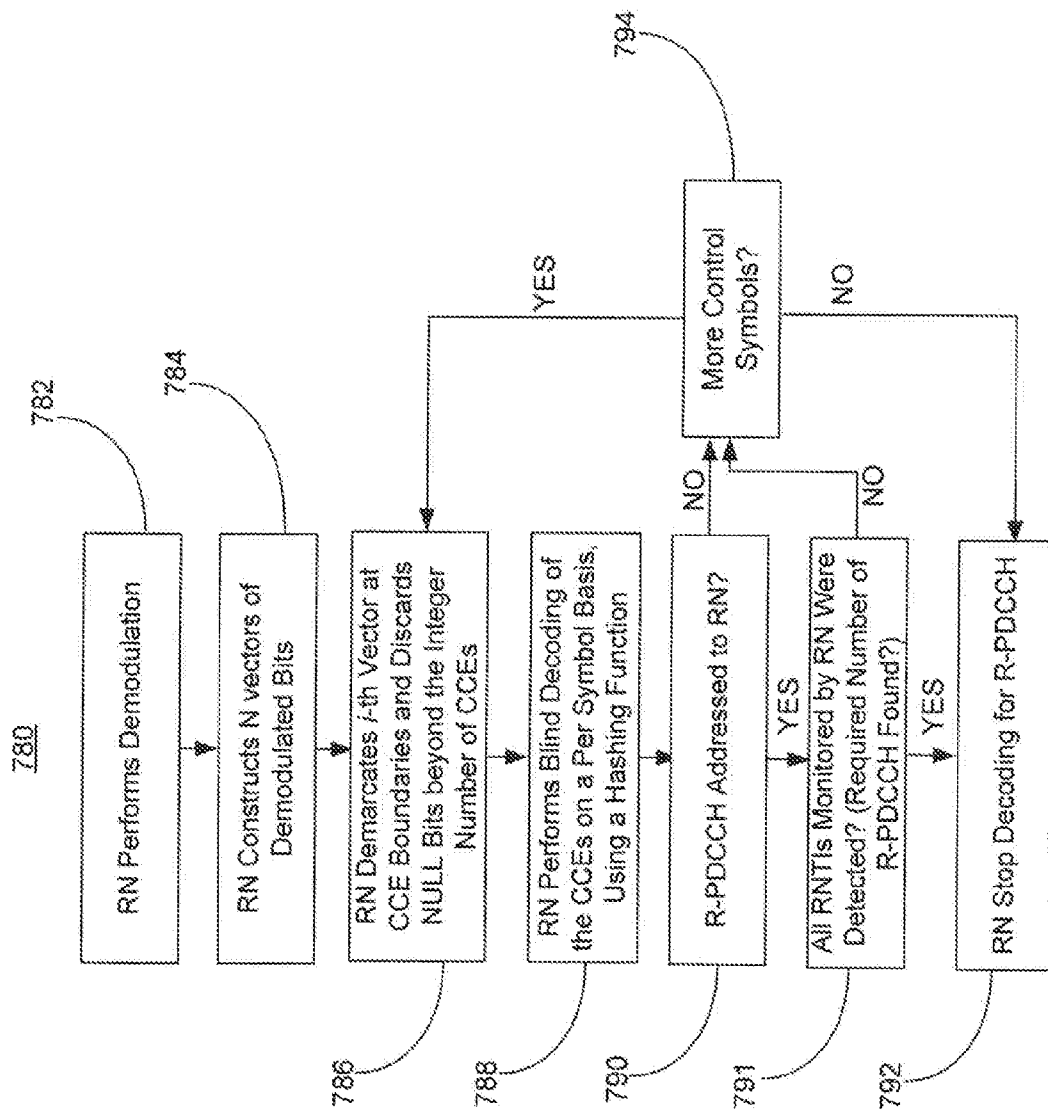 780
782
RN Performs Demodulation
784
RN Constructs N vectors of
Demodulated Bits
786
RN Demarcates i-th Vector at
CCE Boundaries and Discards
NULL Bits beyond the Integer
Number of CCEs
788
RN Performs Blind Decoding of
the CCEs on a Per Symbol Basis,
Using a Hashing Function
790
R-PDCCH Addressed to RN?
NO
YES
791
All RNTIs Monitored by RN Were
Detected? (Required Number of
R-PDCCH Found?)
NO
YES
792
RN Stop Decoding for R-PDCCH
794
More Control
Symbols?
YES
NO